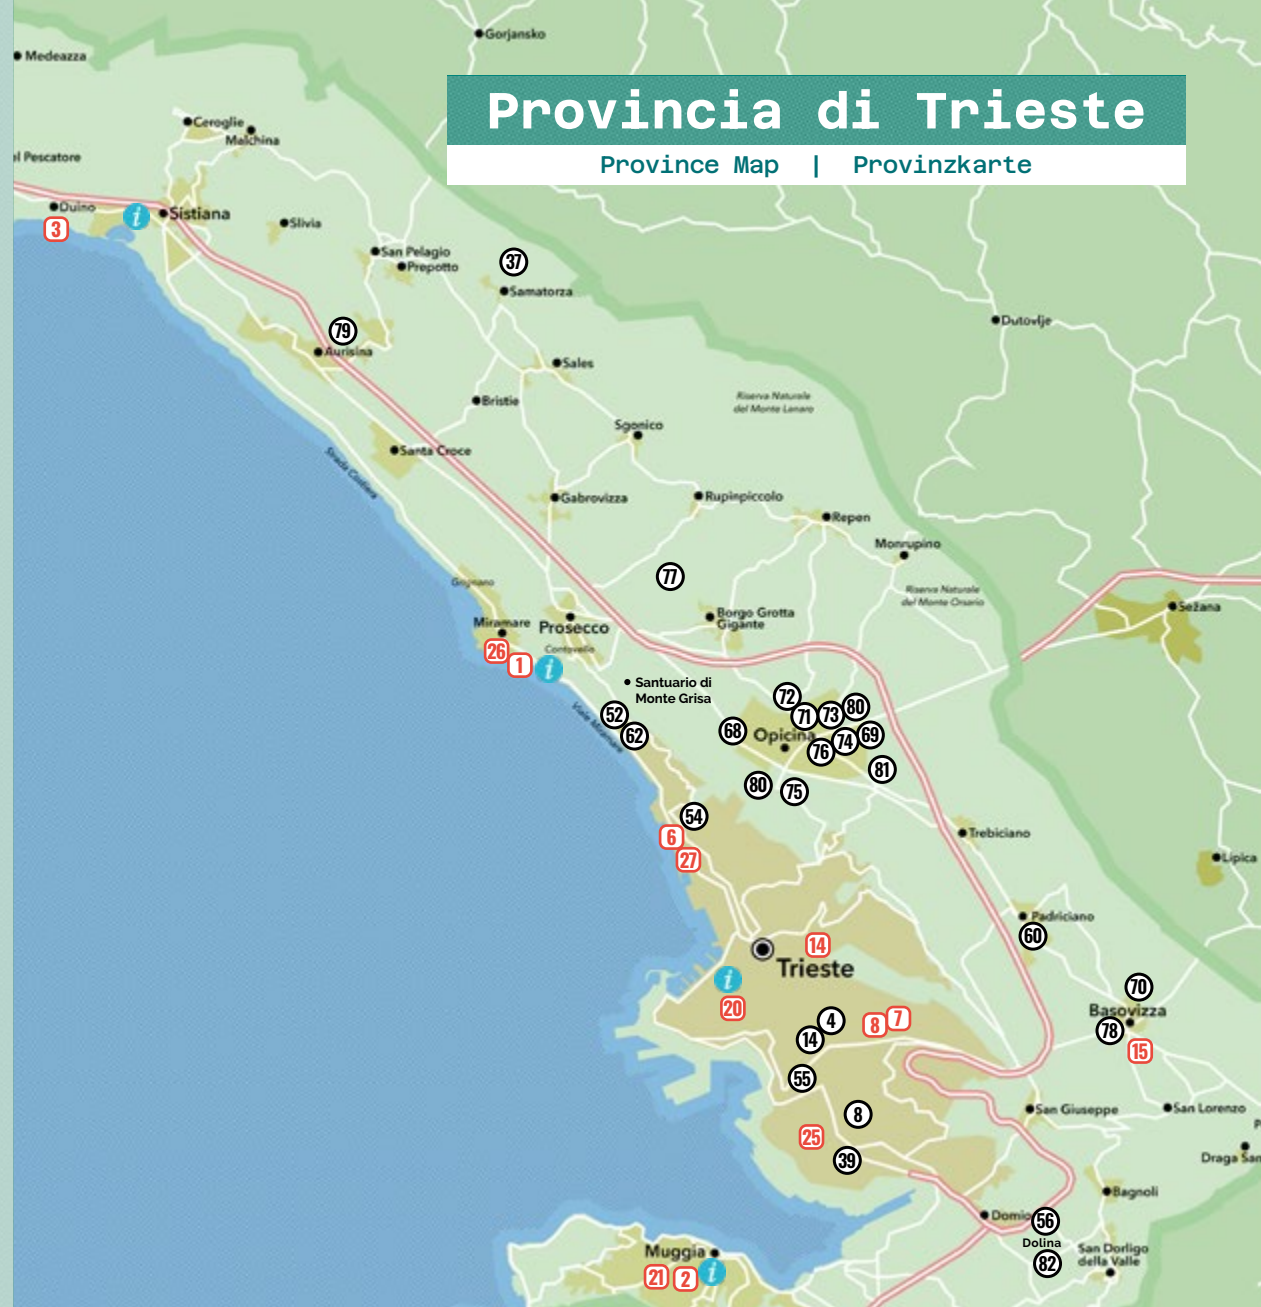 Gorjansko
Medeazza
Provincia di Trieste
Province Map | Provinzkarte
Ceroglie
Malchina
el Pescatore
Duino
3
i
Sistiana
Slivia
San Pelagio
Prepotto
37
Samatorza
Dutovlje
79
Aurisina
Sales
Bristie
Riserva Naturale
del Monte Lanaro
Sgonico
Santa Croce
Strada Costiera
Gabrovizza
Rupinpiccolo
Repen
Monrupino
77
Grignano
Riserva Naturale
del Monte Orsario
Sežana
Borgo Grotta
Gigante
Miramare
Prosecco
26
1
i
Contovello
Santuario di
Monte Grisa
72
52
71
73
80
Viale Miramare
62
68
Opicina
74
69
76
81
80
75
54
6
27
Trebiciano
Lipica
Padriciano
60
14
Trieste
i
20
70
Basovizza
78
15
4
8
7
14
55
8
25
39
San Giuseppe
San Lorenzo
P
Draga San
Bagnoli
Domio
56
Dolina
82
San Dorligo
della Valle
Muggia
21
2
i